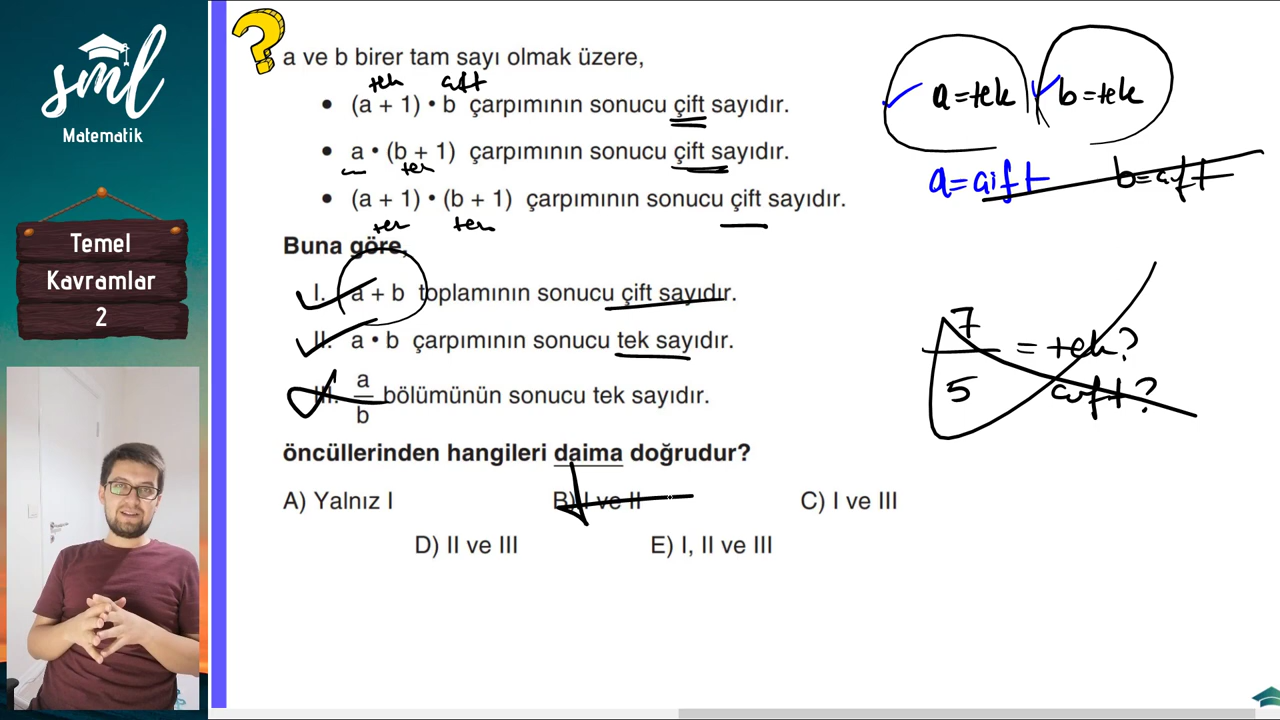 sml
Matematik
Temel
Kavramlar
2
?
a ve b birer tam sayı olmak üzere,
tek çift
• (a + 1) • b çarpımının sonucu çift sayıdır.
• a • (b + 1) çarpımının sonucu çift sayıdır.
tek
• (a + 1) • (b + 1) çarpımının sonucu çift sayıdır.
tek tek
Buna göre,
I. a + b toplamının sonucu çift sayıdır.
II. a • b çarpımının sonucu tek sayıdır.
III. a/b bölümünün sonucu tek sayıdır.
öncüllerinden hangileri daima doğrudur?
A) Yalnız I B) I ve II C) I ve III
D) II ve III E) I, II ve III
a=tek b=tek
a=çift b=çift
7/5 = tek?
çift?